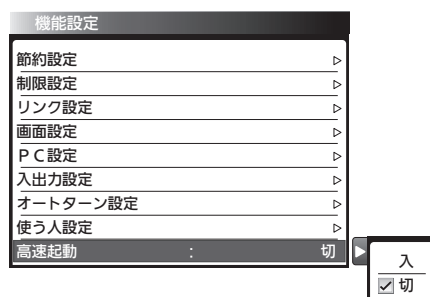 機能設定
節約設定
制限設定
リンク設定
画面設定
ＰＣ設定
入出力設定
オートターン設定
使う人設定
高速起動 : 切
入
切